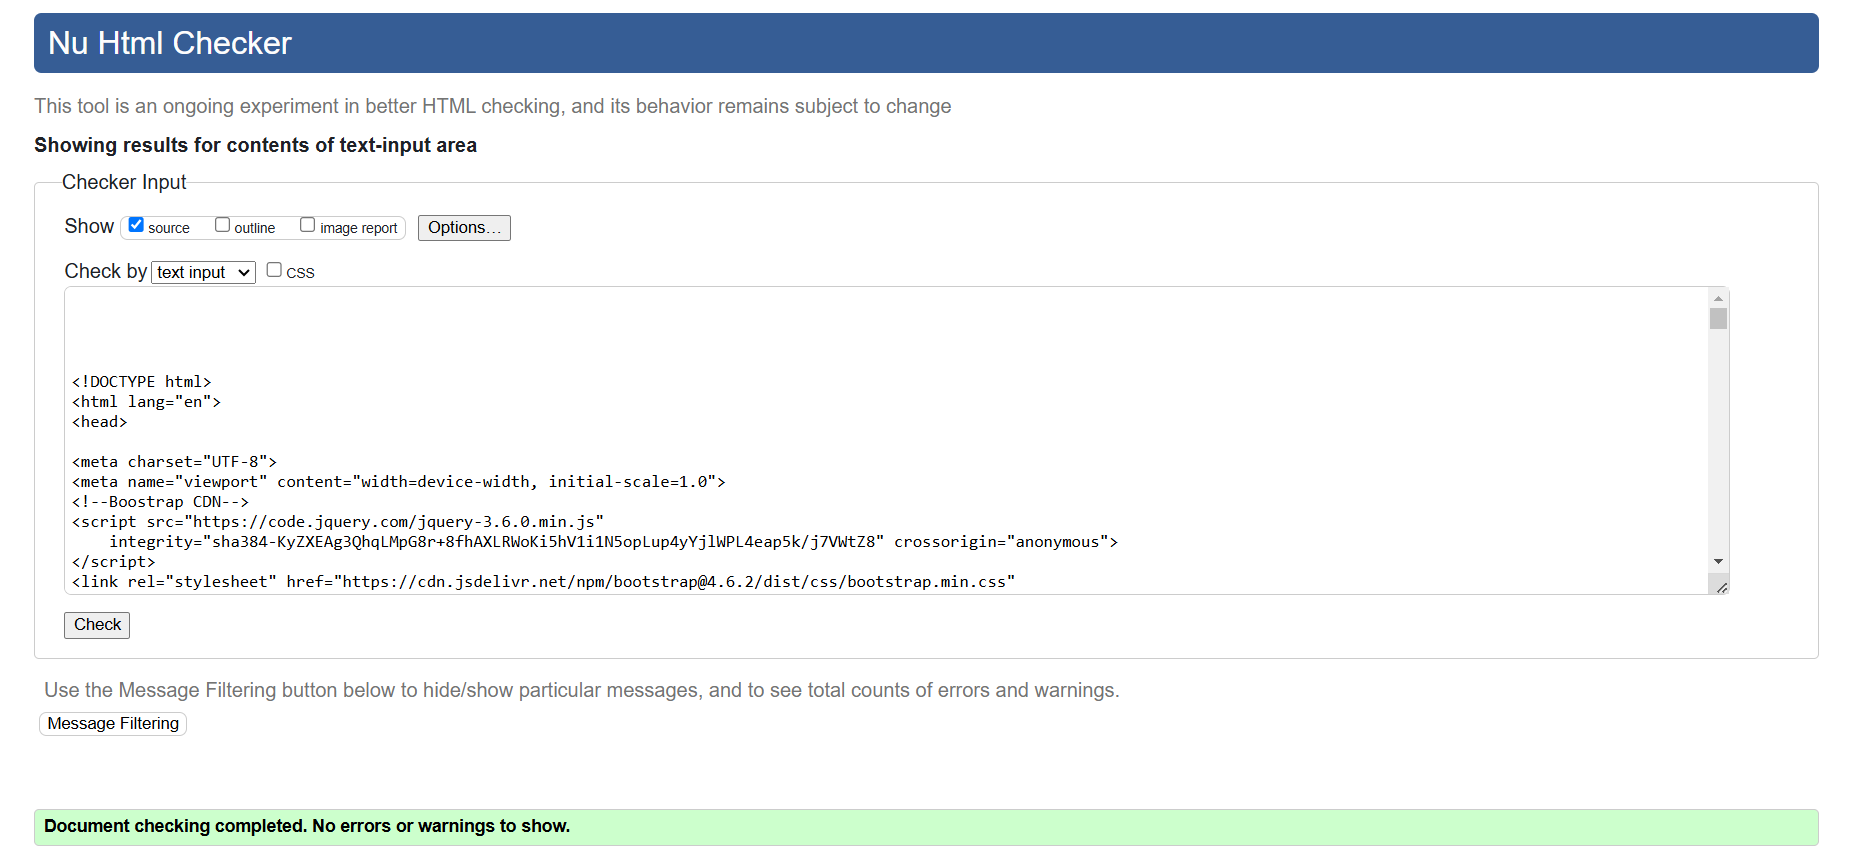 Nu Html Checker
This tool is an ongoing experiment in better HTML checking, and its behavior remains subject to change
Showing results for contents of text-input area
Checker Input
Show source outline image report Options...
Check by text input CSS
<!DOCTYPE html>
<html lang="en">
<head>
<meta charset="UTF-8">
<meta name="viewport" content="width=device-width, initial-scale=1.0">
<!--Boostrap CDN-->
<script src="https://code.jquery.com/jquery-3.6.0.min.js"
integrity="sha384-KyZXEAg3QhqLMpG8r+8fhAXLRWoKi5hV1i1N5opLup4yYjlWPL4eap5k/j7VWtZ8" crossorigin="anonymous">
</script>
<link rel="stylesheet" href="https://cdn.jsdelivr.net/npm/bootstrap@4.6.2/dist/css/bootstrap.min.css"
Check
Use the Message Filtering button below to hide/show particular messages, and to see total counts of errors and warnings.
Message Filtering
Document checking completed. No errors or warnings to show.